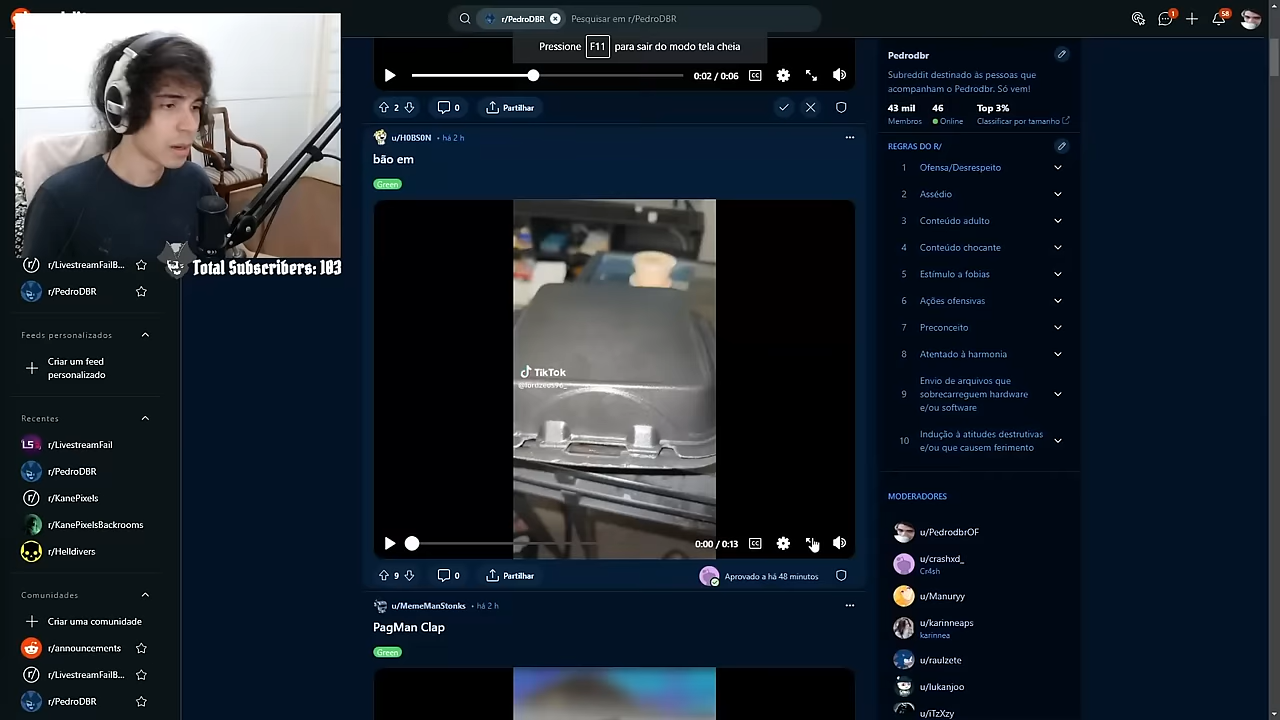 r/PedroDBR
Pesquisar em r/PedroDBR
1
58
Pressione F11 para sair do modo tela cheia
0:02 / 0:06
2
0
Partilhar
u/H0BS0N • há 2 h
bão em
Green
TikTok
0:00 / 0:13
9
0
Partilhar
Aprovado a há 48 minutos
u/MemeManStonks • há 2 h
PagMan Clap
Green
Total Subscribers: 183
r/LivestreamFailB...
r/PedroDBR
Feeds personalizados
Criar um feed
personalizado
Recentes
LS
r/LivestreamFail
r/PedroDBR
r/KanePixels
r/KanePixelsBackrooms
r/Helldivers
Comunidades
Criar uma comunidade
r/announcements
r/LivestreamFailB...
r/PedroDBR
Pedrodbr
Subreddit destinado às pessoas que
acompanham o Pedrodbr. Só vem!
43 mil
46
Top 3%
Membros
Online
Classificar por tamanho
REGRAS DO R/
1 Ofensa/Desrespeito
2 Assédio
3 Conteúdo adulto
4 Conteúdo chocante
5 Estímulo a fobias
6 Ações ofensivas
7 Preconceito
8 Atentado à harmonia
9 Envio de arquivos que
sobrecarreguem hardware
e/ou software
10 Indução à atitudes destrutivas
e/ou que causem ferimento
MODERADORES
u/PedrodbrOF
u/crashxd_
Cr4sh
u/Manuryy
u/karinneaps
karinnea
u/raulzete
u/lukanjoo
u/iTzXzy